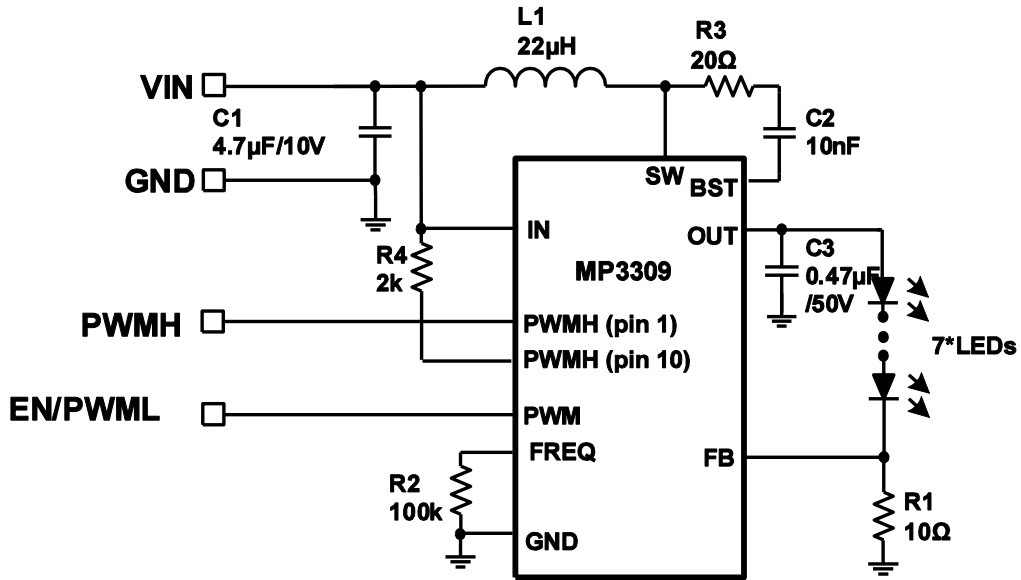 L1
22µH
R3
20Ω
VIN
C1
4.7µF/10V
C2
10nF
GND
SW
BST
IN
OUT
R4
2k
MP3309
C3
0.47µF
/50V
PWMH
PWMH (pin 1)
7*LEDs
PWMH (pin 10)
EN/PWML
PWM
FREQ
FB
R2
100k
R1
10Ω
GND